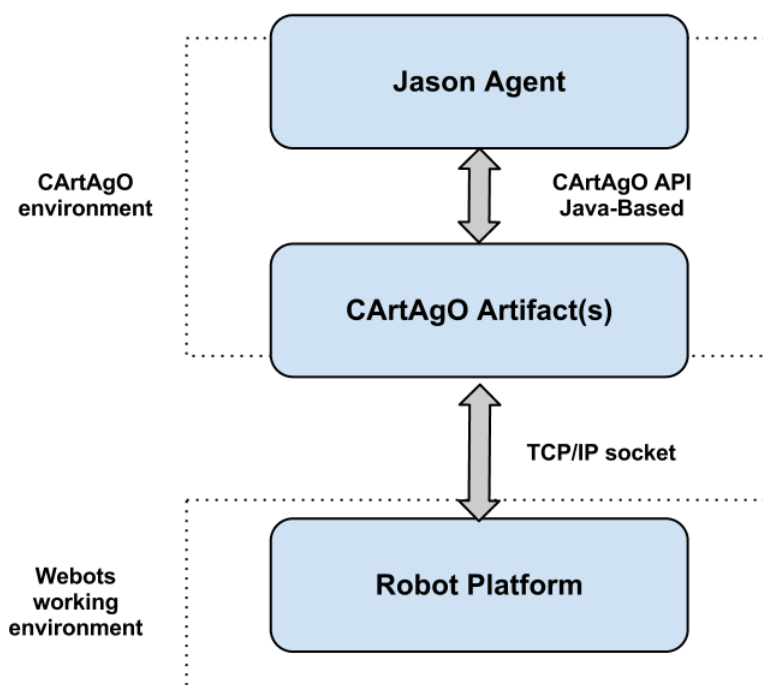 Jason Agent
CArtAgO
environment
CArtAgO API
Java-Based
CArtAgO Artifact(s)
TCP/IP socket
Webots
working
environment
Robot Platform